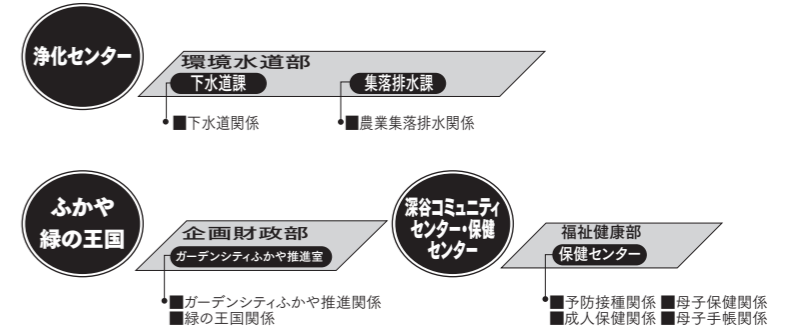 浄化センター
環境水道部
下水道課
集落排水課
■下水道関係
■農業集落排水関係
ふかや
緑の王国
企画財政部
ガーデンシティふかや推進室
■ガーデンシティふかや推進関係
■緑の王国関係
深谷コミュニティ
センター・保健
センター
福祉健康部
保健センター
■予防接種関係 ■母子保健関係
■成人保健関係 ■母子手帳関係